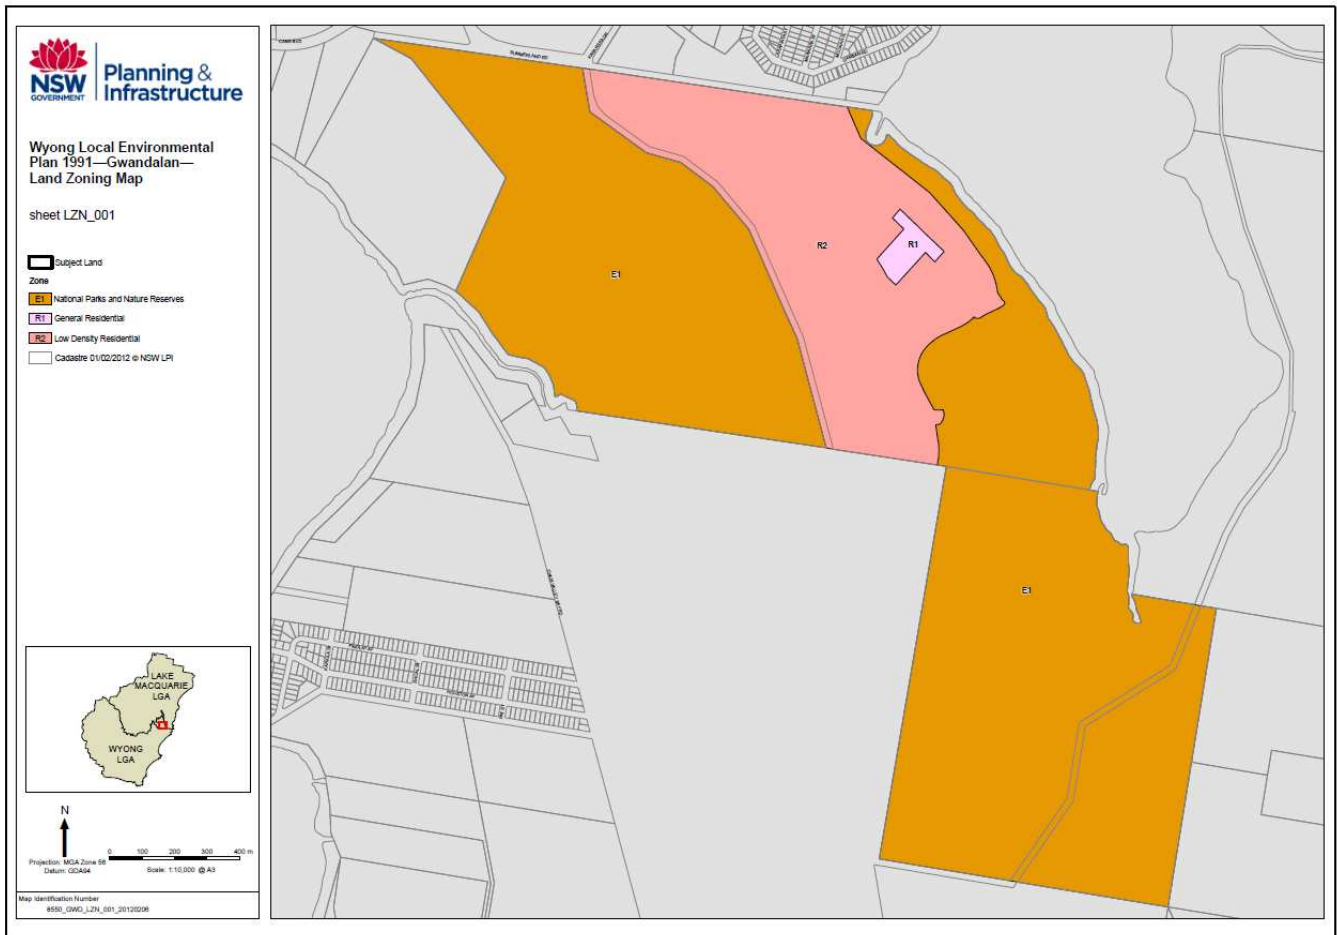 NSW
GOVERNMENT
Planning &
Infrastructure
Wyong Local Environmental
Plan 1991—Gwandalan—
Land Zoning Map
sheet LZN_001
Subject Land
Zone
E1 National Parks and Nature Reserves
R1 General Residential
R2 Low Density Residential
Cadastre 01/02/2012 © NSW LPI
LAKE
MACQUARIE
LGA
WYONG
LGA
N
0 100 200 300 400 m
Projection: MGA Zone 56
Datum: GDA94
Scale: 1:10,000 @ A3
Map Identification Number
8550_GWD_LZN_001_20120206
R2
R1
E1
E1